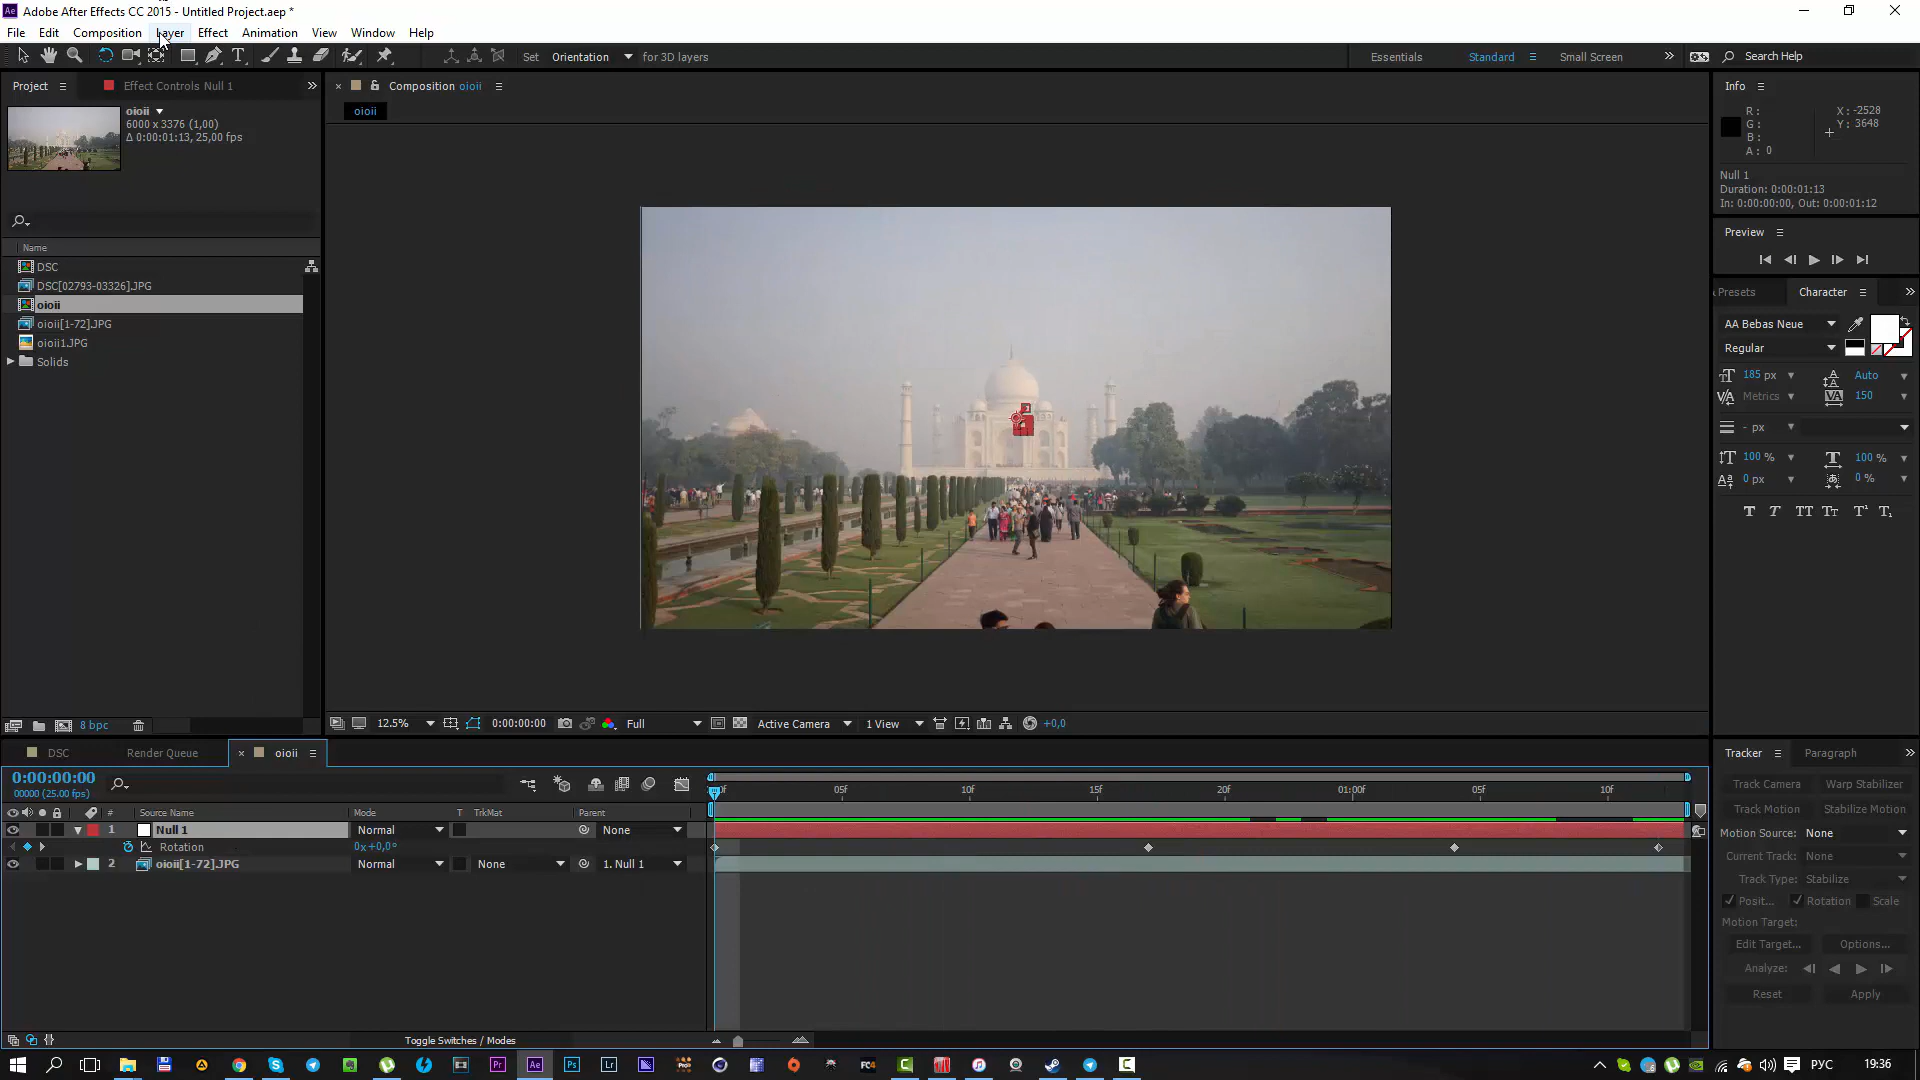 Adobe After Effects CC 2015 - Untitled Project.aep *
File Edit Composition Layer Effect Animation View Window Help
Set Orientation for 3D layers Essentials Standard Small Screen Search Help
Project Effect Controls Null 1
oioii
6000 x 3376 (1,00)
Δ 0:00:01:13, 25,00 fps
Name
DSC
DSC[02793-03326].JPG
oioii
oioii[1-72].JPG
oioii1.JPG
Solids
8 bpc
Composition oioii
oioii
12.5% 0:00:00:00 Full Active Camera 1 View +0,0
Info
R: X: -2528
G: Y: 3648
B:
A: 0
Null 1
Duration: 0:00:01:13
In: 0:00:00:00, Out: 0:00:01:12
Preview
Presets Character
AA Bebas Neue
Regular
185 px Auto
Metrics 150
- px
100 % 100 %
0 px 0 %
T T TT Tt T¹ T₁
DSC Render Queue oioii
0:00:00:00
00000 (25.00 fps)
05f 10f 15f 01:00f 05f 10f
# Source Name Mode T TrkMat Parent
1 Null 1 Normal None
Rotation 0x+0,0°
2 oioii[1-72].JPG Normal None 1. Null 1
Toggle Switches / Modes
Tracker Paragraph
Track Camera Warp Stabilizer
Track Motion Stabilize Motion
Motion Source: None
Current Track: None
Track Type: Stabilize
Posit... Rotation Scale
Motion Target:
Edit Target... Options...
Analyze:
Reset Apply
РУС 19:36